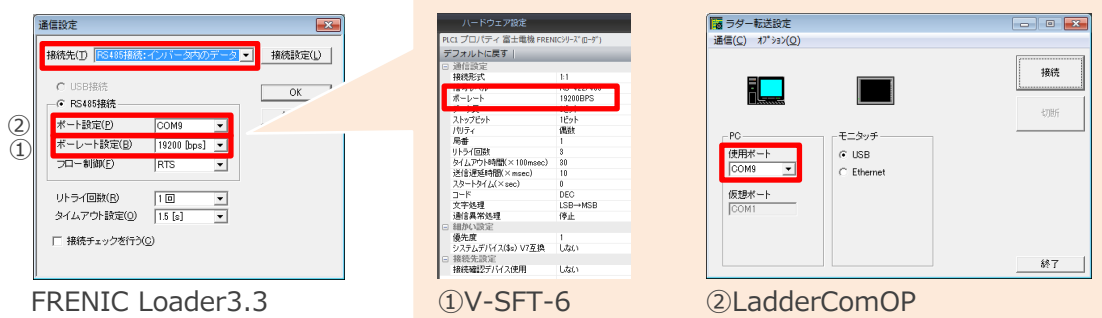 通信設定
接続先(T) RS485接続:インバータ内のデータ 接続設定(L)
USB接続
RS485接続
OK
② ポート設定(P) COM9
① ボーレート設定(B) 19200 [bps]
フロー制御(F) RTS
リトライ回数(R) 1 回
タイムアウト設定(O) 1.5 [s]
接続チェックを行う(C)
FRENIC Loader3.3
ハードウェア設定
PLC1 プロパティ 富士電機 FRENICシリーズ(ローダ)
デフォルトに戻す
通信設定
接続形式 1:1
ボーレート 19200BPS
ストップビット 1ビット
パリティ 偶数
局番 1
リトライ回数 3
タイムアウト時間(×100msec) 30
送信遅延時間(×msec) 10
スタートタイム(×sec) 0
コード DEC
文字処理 LSB→MSB
通信異常処理 停止
細かい設定
優先度 1
システムデバイス($s) V7互換 しない
接続先設定
接続確認デバイス使用 しない
①V-SFT-6
ラダー転送設定
通信(C) オプション(O)
接続
切断
PC
使用ポート
COM9
仮想ポート
COM1
モニタッチ
USB
Ethernet
終了
②LadderComOP